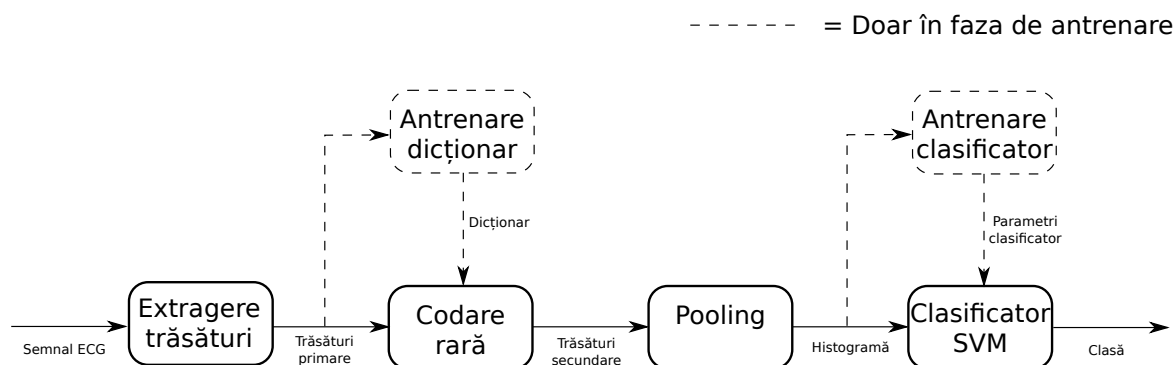 = Doar în faza de antrenare
Antrenare
dicționar
Antrenare
clasificator
Dicționar
Parametri
clasificator
Extragere
trăsături
Codare
rară
Pooling
Clasificator
SVM
Semnal ECG
Trăsături
primare
Trăsături
secundare
Histogramă
Clasă